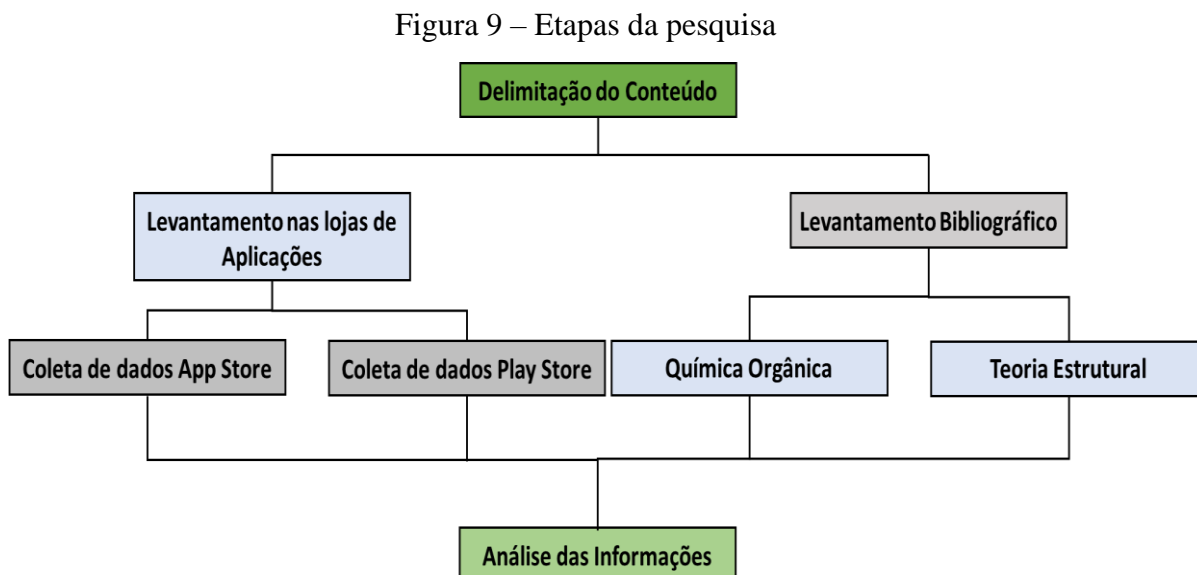 Figura 9 – Etapas da pesquisa
Delimitação do Conteúdo
Levantamento nas lojas de
Aplicações
Levantamento Bibliográfico
Coleta de dados App Store
Coleta de dados Play Store
Química Orgânica
Teoria Estrutural
Análise das Informações